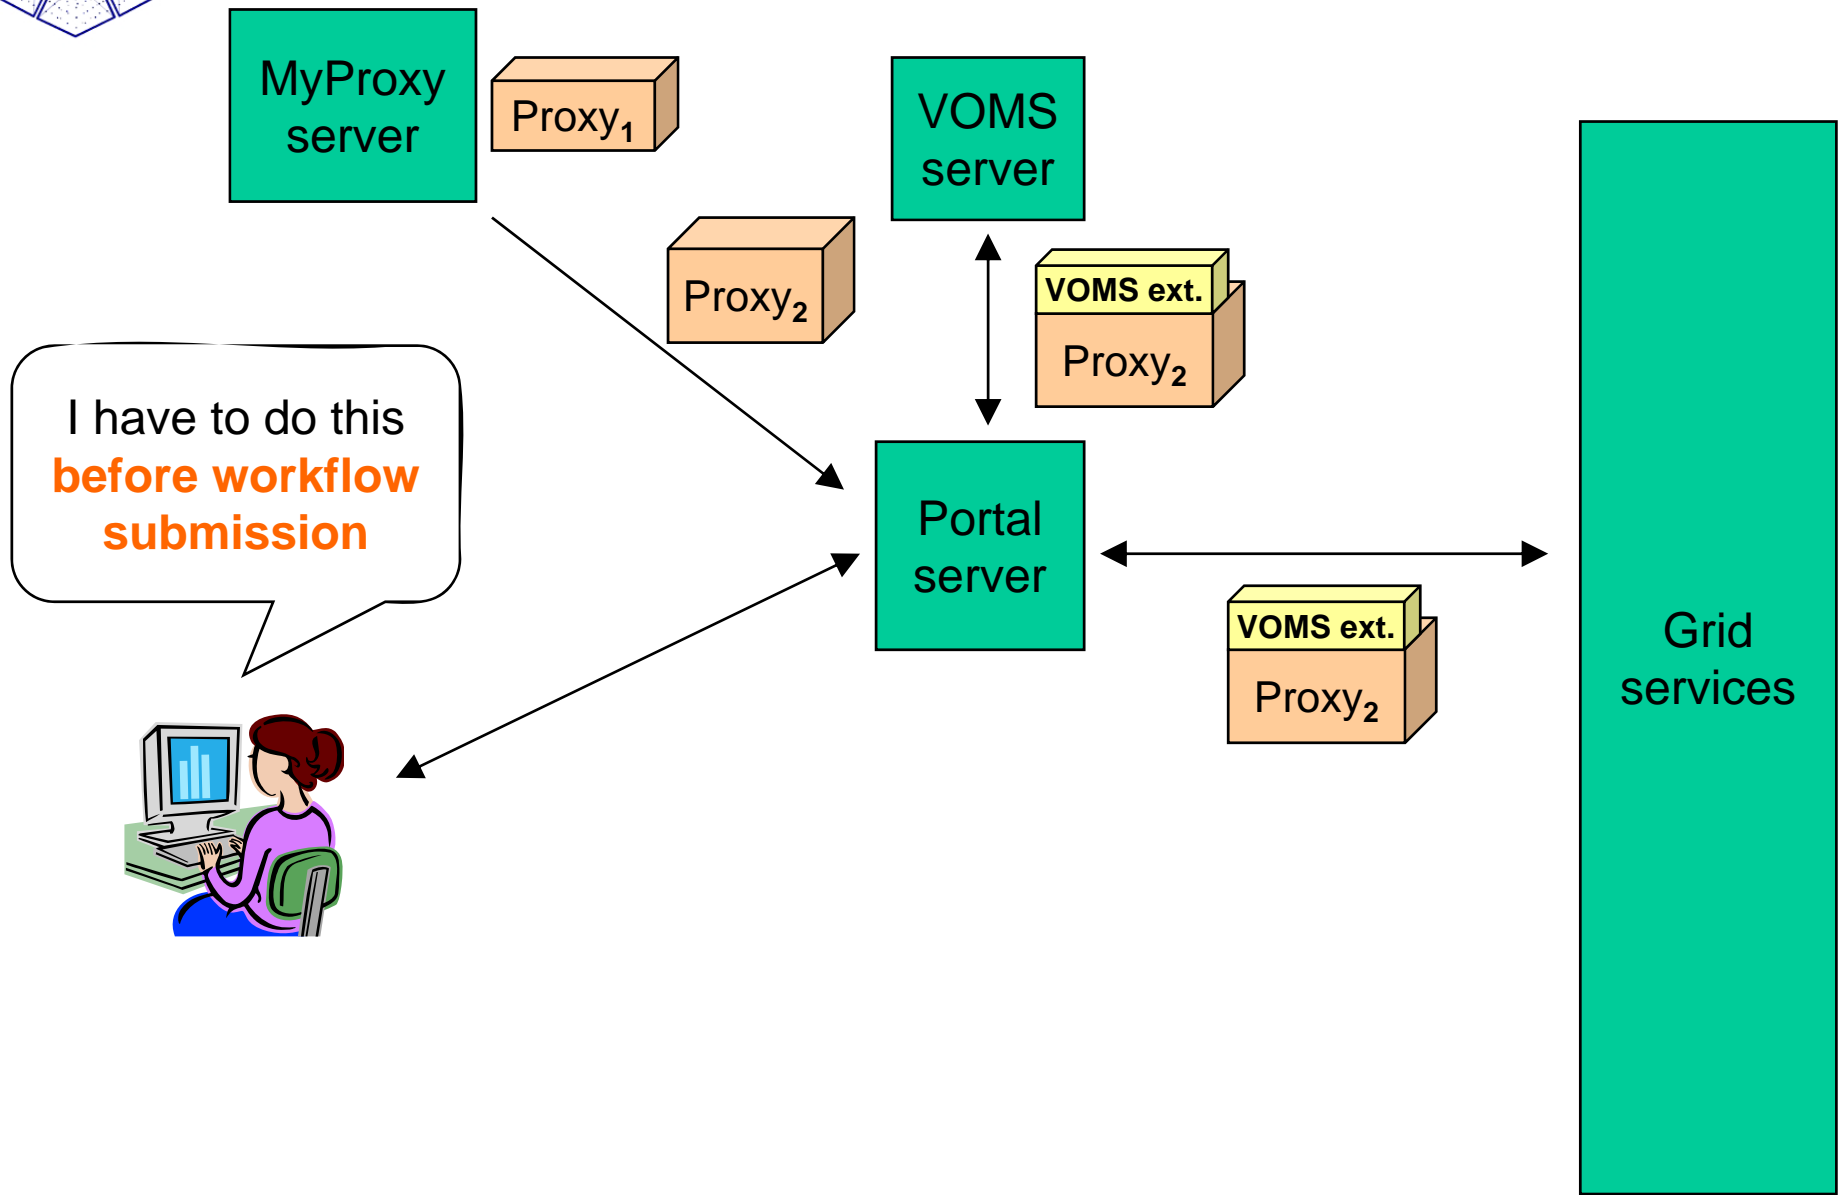 MyProxy
server
Proxy1
VOMS
server
Proxy2
VOMS ext.
Proxy2
I have to do this
before workflow
submission
Portal
server
VOMS ext.
Proxy2
Grid
services